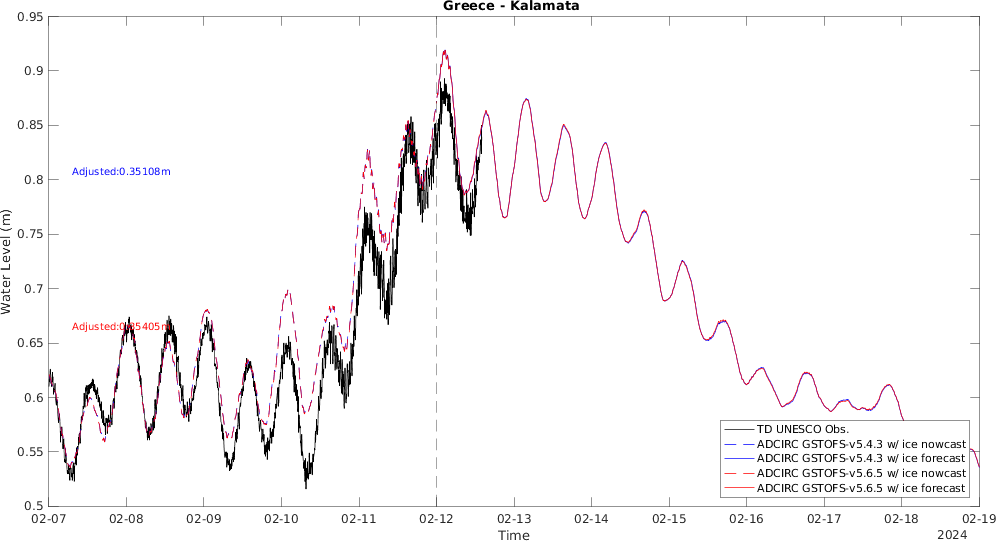 Greece - Kalamata
0.95
0.9
0.85
0.8
0.75
0.7
0.65
0.6
0.55
0.5
Water Level (m)
Adjusted:0.35108m
Adjusted:0.35405m
TD UNESCO Obs.
ADCIRC GSTOFS-v5.4.3 w/ ice nowcast
ADCIRC GSTOFS-v5.4.3 w/ ice forecast
ADCIRC GSTOFS-v5.6.5 w/ ice nowcast
ADCIRC GSTOFS-v5.6.5 w/ ice forecast
02-07 02-08 02-09 02-10 02-11 02-12 02-13 02-14 02-15 02-16 02-17 02-18 02-19
Time
2024